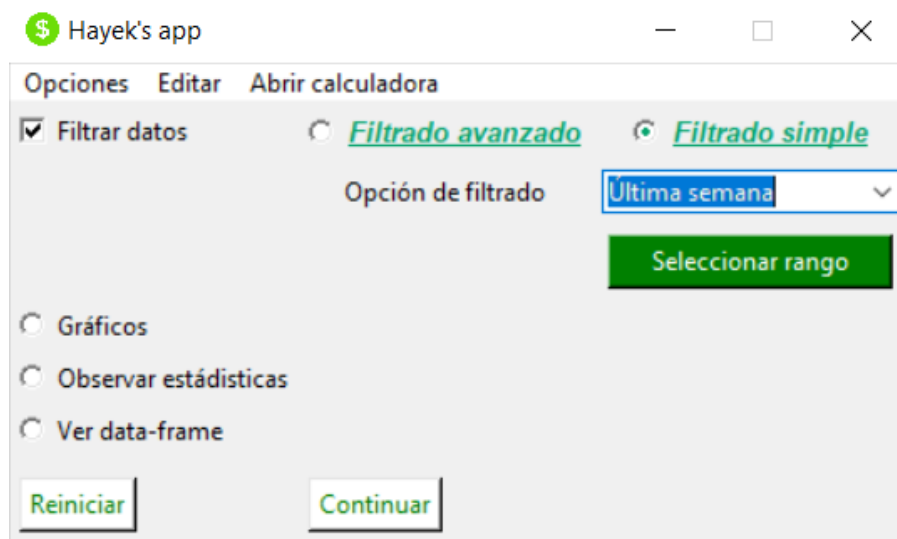 Hayek's app
Opciones Editar Abrir calculadora
Filtrar datos Filtrado avanzado Filtrado simple
Opción de filtrado Última semana
Seleccionar rango
Gráficos
Observar estádisticas
Ver data-frame
Reiniciar Continuar